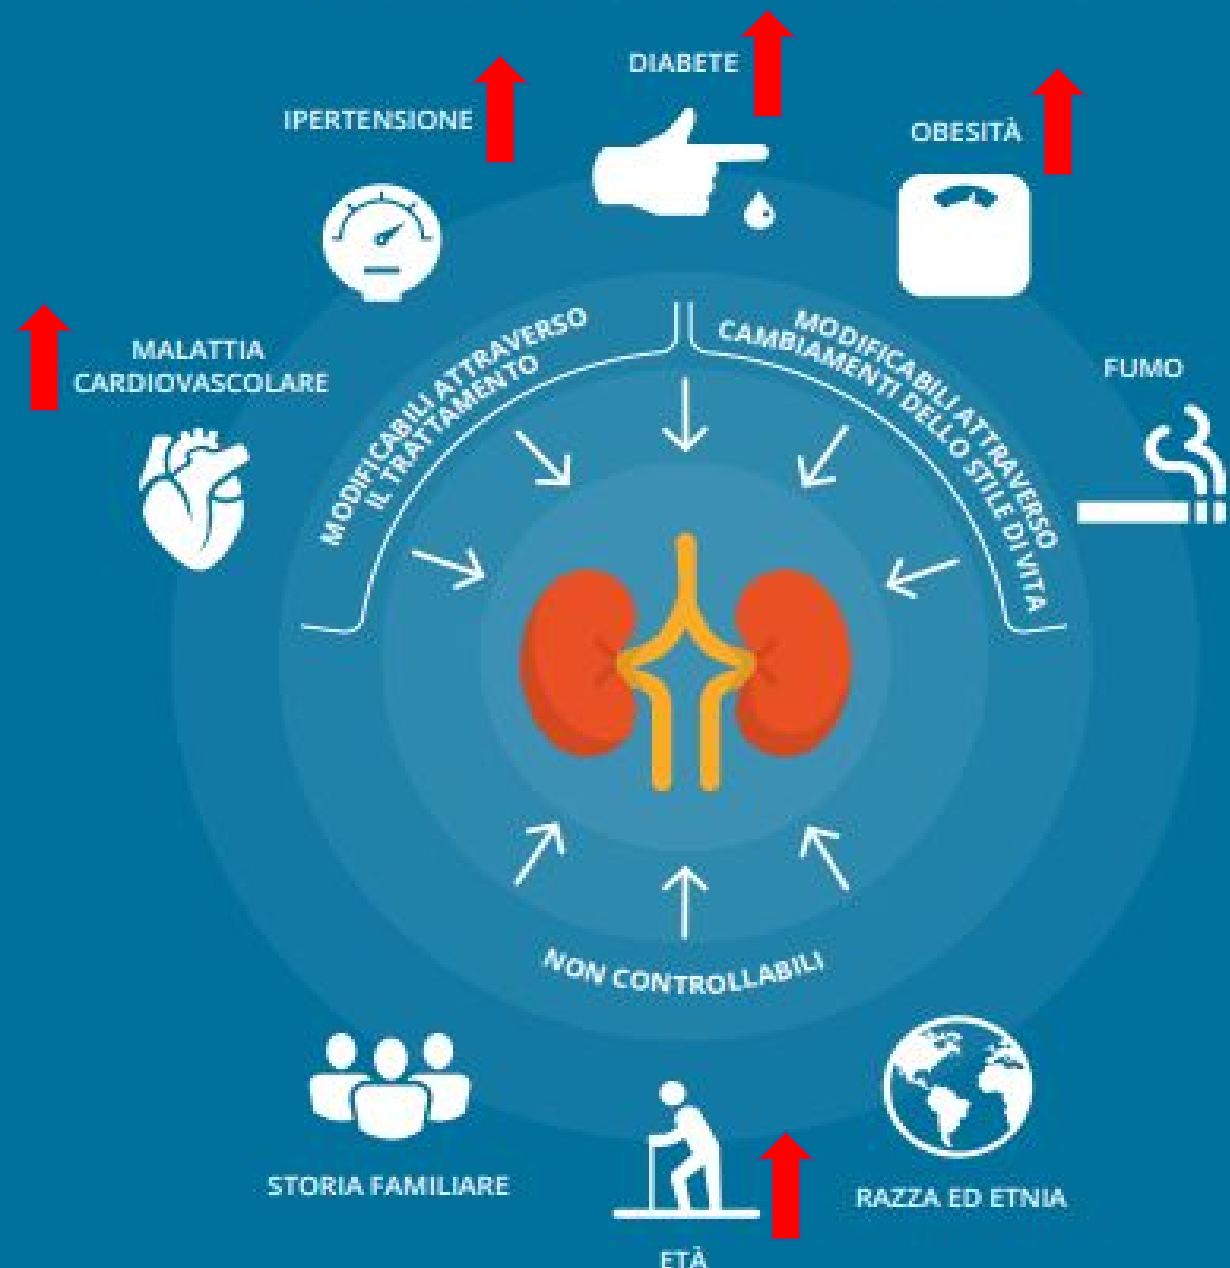 DIABETE
IPERTENSIONE
OBESITÀ
MALATTIA
CARDIOVASCOLARE
MODIFICABILI ATTRAVERSO
IL TRATTAMENTO
MODIFICABILI ATTRAVERSO
CAMBIAMENTI DELLO STILE DI VITA
FUMO
NON CONTROLLABILI
STORIA FAMILIARE
ETÀ
RAZZA ED ETNIA